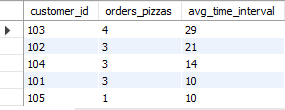 customer_id orders_pizzas avg_time_interval
103 4 29
102 3 21
104 3 14
101 3 10
105 1 10